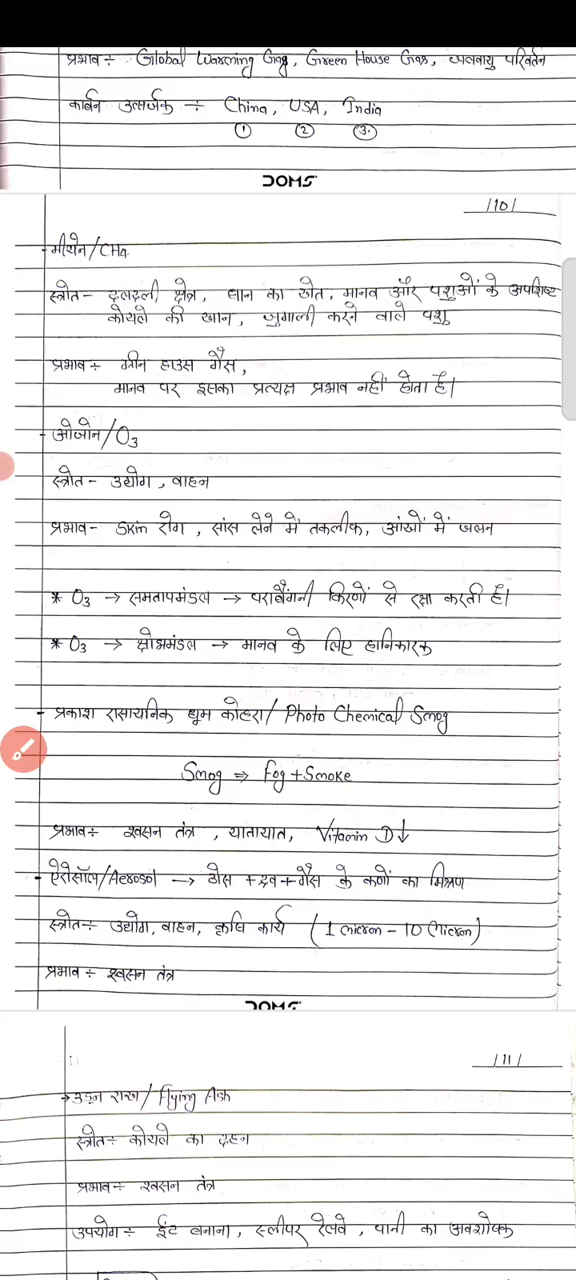 प्रभाव ÷ Global Warming Gas, Green House Gas, जलवायु परिवर्तन
कार्बन उत्सर्जक ÷ China, USA, India
① ② ③
DOMS
/10/
- मीथेन/CH4
स्त्रोत - दलदली क्षेत्र, धान का खेत, मानव और पशुओं के अपशिष्ट
कोयले की खान, जुगाली करने वाले पशु
प्रभाव ÷ ग्रीन हाउस गैस,
मानव पर इसका प्रत्यक्ष प्रभाव नहीं होता है।
- ओजोन/O3
स्त्रोत - उद्योग, वाहन
प्रभाव - Skin रोग, सांस लेने में तकलीक, आंखों में जलन
* O3 → समतापमंडल → पराबैंगनी किरणों से रक्षा करती है।
* O3 → क्षोभमंडल → मानव के लिए हानिकारक
- प्रकाश रासायनिक धूम कोहरा/ Photo Chemical Smog
Smog ⇒ Fog + Smoke
प्रभाव ÷ श्वसन तंत्र, यातायात, Vitamin D↓
- ऐरोसॉल/Aerosol → ठोस + द्रव + गैस के कणों का मिश्रण
स्त्रोत ÷ उद्योग, वाहन, कृषि कार्य (1 micron - 10 micron)
प्रभाव ÷ श्वसन तंत्र
DOMS
/11/
→ उड़न राख/ Flying Ash
स्त्रोत ÷ कोयले का दहन
प्रभाव ÷ श्वसन तंत्र
उपयोग ÷ ईंट बनाना, स्लीपर रेलवे, पानी का अवशोषक